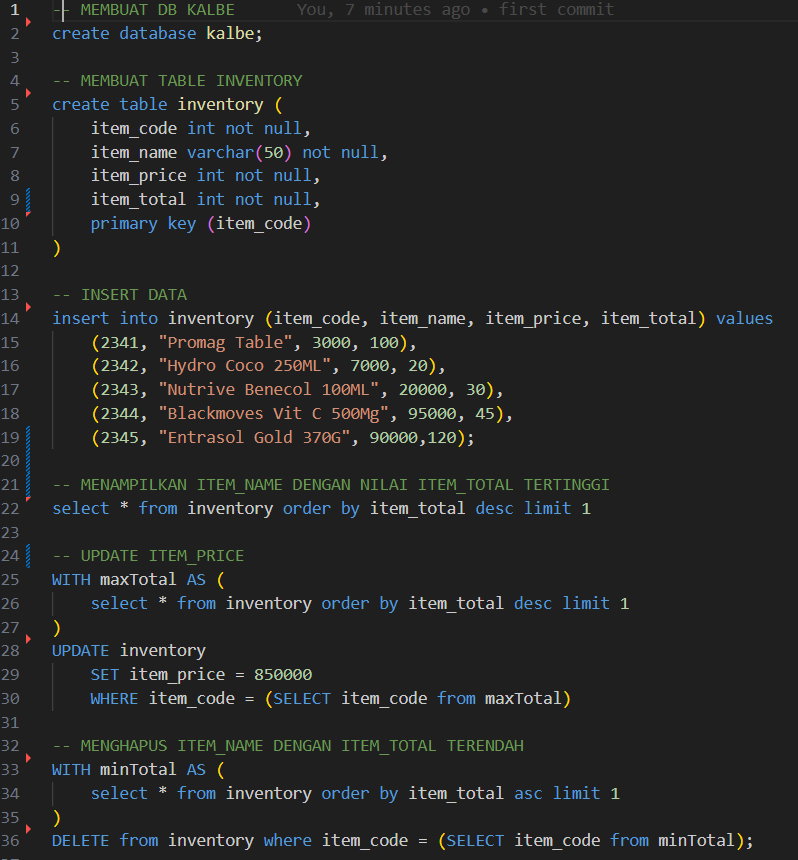 1 -- MEMBUAT DB KALBE You, 7 minutes ago • first commit
2 create database kalbe;
3
4 -- MEMBUAT TABLE INVENTORY
5 create table inventory (
6 item_code int not null,
7 item_name varchar(50) not null,
8 item_price int not null,
9 item_total int not null,
10 primary key (item_code)
11 )
12
13 -- INSERT DATA
14 insert into inventory (item_code, item_name, item_price, item_total) values
15 (2341, "Promag Table", 3000, 100),
16 (2342, "Hydro Coco 250ML", 7000, 20),
17 (2343, "Nutrive Benecol 100ML", 20000, 30),
18 (2344, "Blackmoves Vit C 500Mg", 95000, 45),
19 (2345, "Entrasol Gold 370G", 90000,120);
20
21 -- MENAMPILKAN ITEM_NAME DENGAN NILAI ITEM_TOTAL TERTINGGI
22 select * from inventory order by item_total desc limit 1
23
24 -- UPDATE ITEM_PRICE
25 WITH maxTotal AS (
26 select * from inventory order by item_total desc limit 1
27 )
28 UPDATE inventory
29 SET item_price = 850000
30 WHERE item_code = (SELECT item_code from maxTotal)
31
32 -- MENGHAPUS ITEM_NAME DENGAN ITEM_TOTAL TERENDAH
33 WITH minTotal AS (
34 select * from inventory order by item_total asc limit 1
35 )
36 DELETE from inventory where item_code = (SELECT item_code from minTotal);